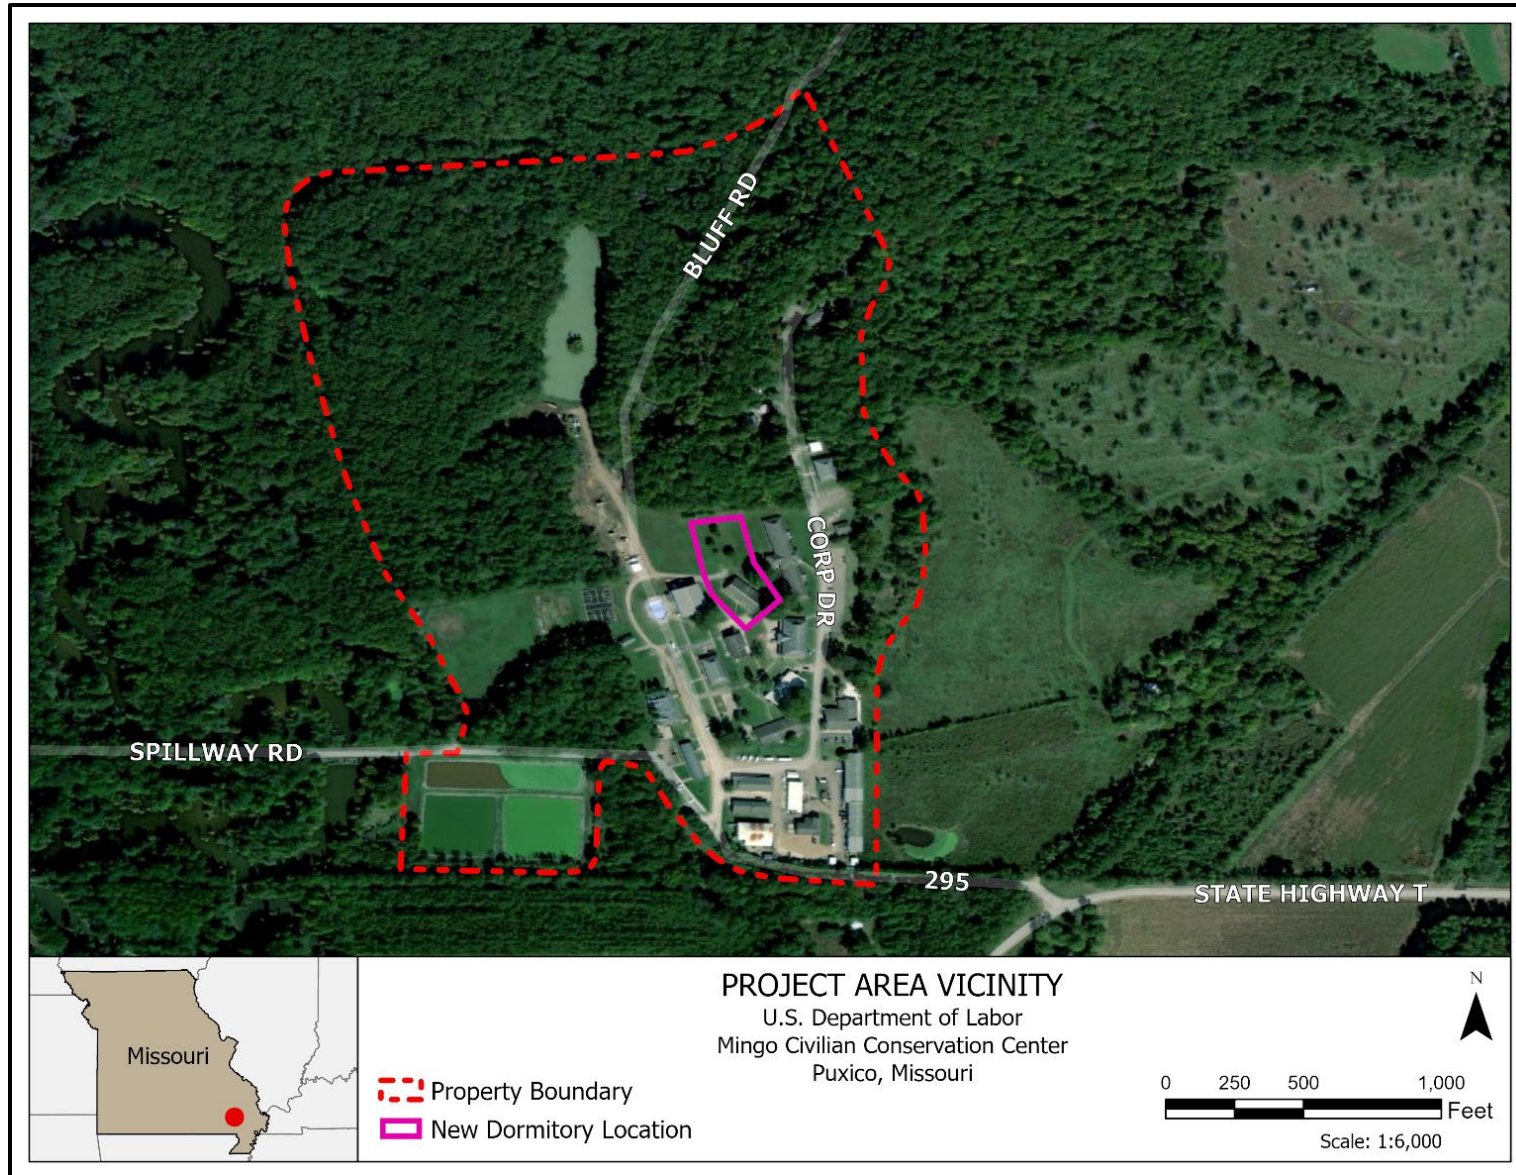 BLUFF RD
CORP DR
SPILLWAY RD
295
STATE HIGHWAY T
Missouri
PROJECT AREA VICINITY
U.S. Department of Labor
Mingo Civilian Conservation Center
Puxico, Missouri
Property Boundary
New Dormitory Location
N
0 250 500 1,000
Feet
Scale: 1:6,000